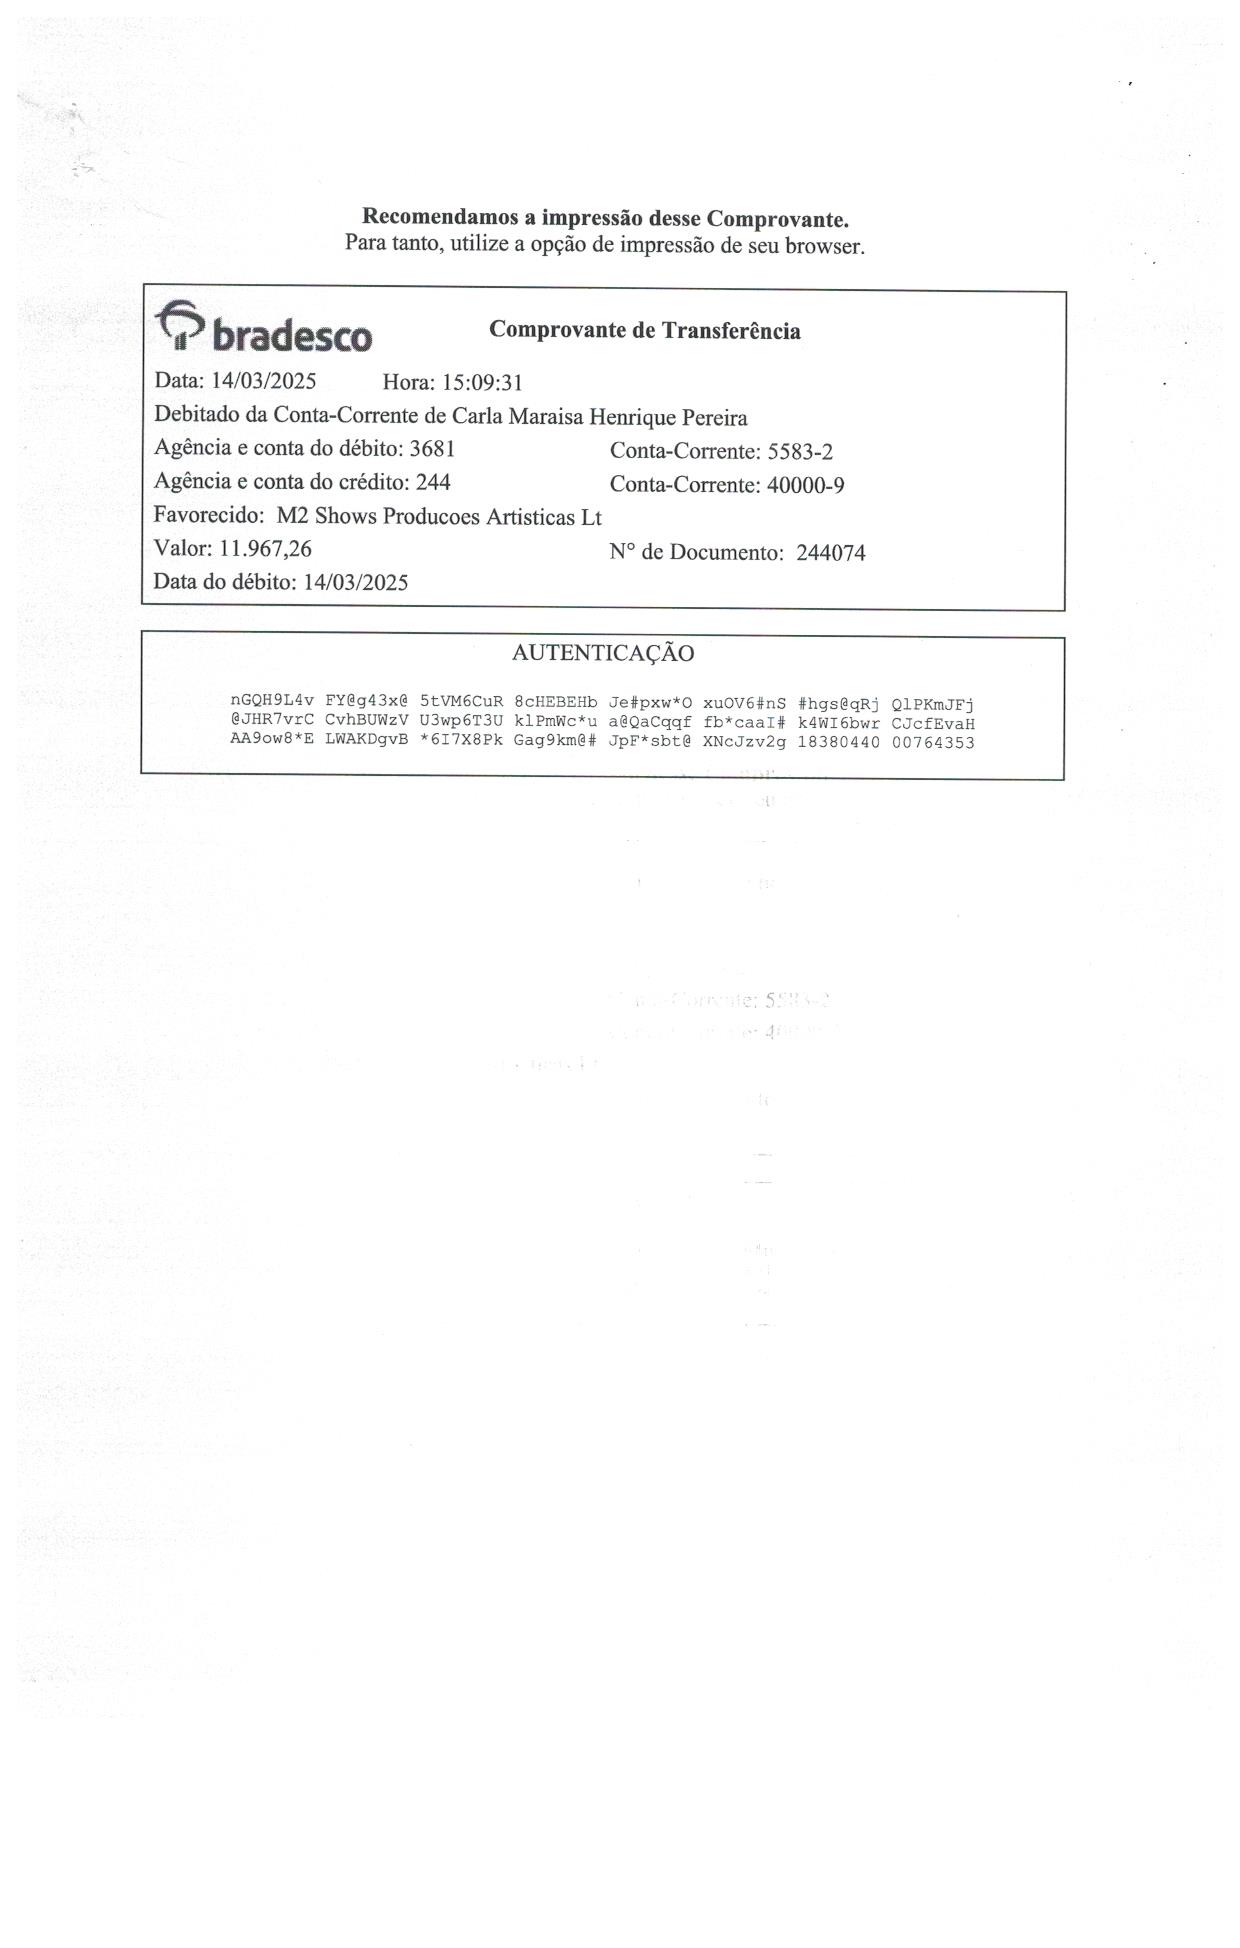 Recomendamos a impressão desse Comprovante.
Para tanto, utilize a opção de impressão de seu browser.
bradesco
Comprovante de Transferência
Data: 14/03/2025 Hora: 15:09:31
Debitado da Conta-Corrente de Carla Maraisa Henrique Pereira
Agência e conta do débito: 3681 Conta-Corrente: 5583-2
Agência e conta do crédito: 244 Conta-Corrente: 40000-9
Favorecido: M2 Shows Producoes Artisticas Lt
Valor: 11.967,26 N° de Documento: 244074
Data do débito: 14/03/2025
AUTENTICAÇÃO
nGQH9L4v FY@g43x@ 5tVM6CuR 8cHEBEHb Je#pxw*O xuOV6#nS #hgs@qRj QlPKmJFj
@JHR7vrC CvhBUWzV U3wp6T3U klPmWc*u a@QaCqqf fb*caaI# k4WI6bwr CJcfEvaH
AA9ow8*E LWAKDgvB *6I7X8Pk Gag9km@# JpF*sbt@ XNcJzv2g 18380440 00764353
Corrente: 5583-2